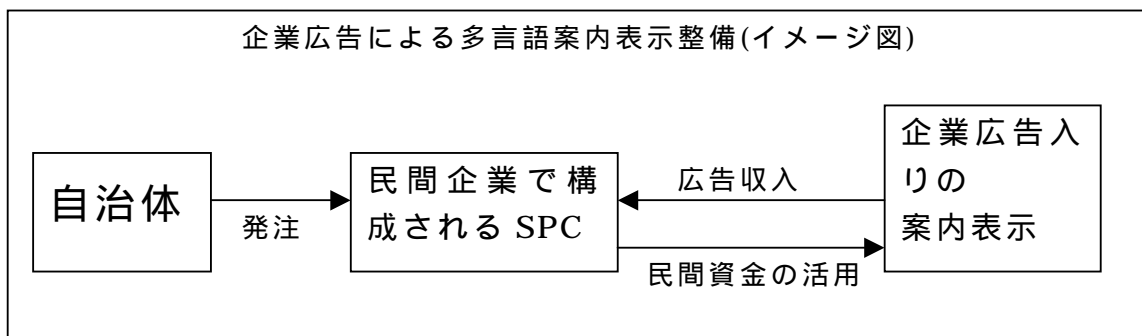 企業広告による多言語案内表示整備(イメージ図)
自治体
発注
民間企業で構
成される SPC
広告収入
民間資金の活用
企業広告入
りの
案内表示